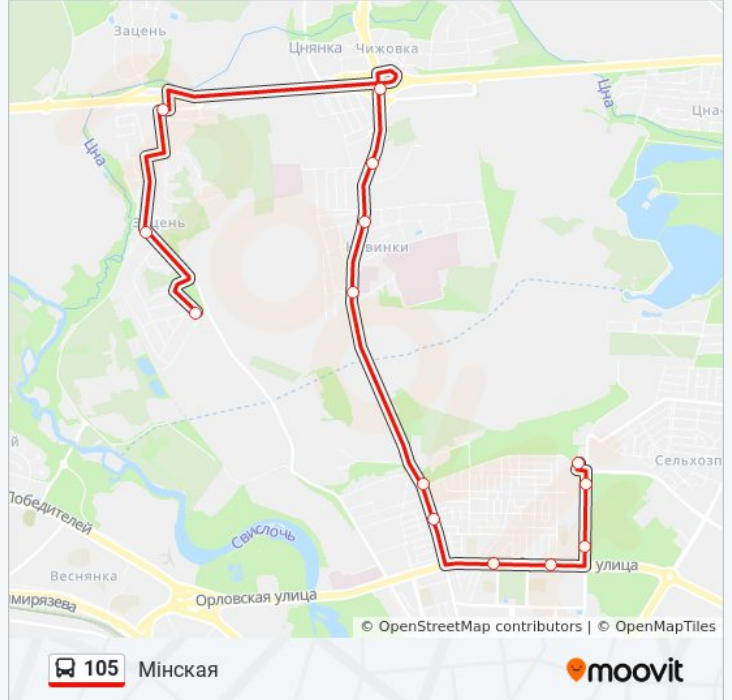 Зацень
Цнянка Чижовка
Цна
Цна-
Цна
Зацень
Новинки
Сельхозп
й
Победителей
Свислочь
улица
Веснянка
мирязева
Орловская улица
© OpenStreetMap contributors | © OpenMapTiles
105 Мінская
moovit